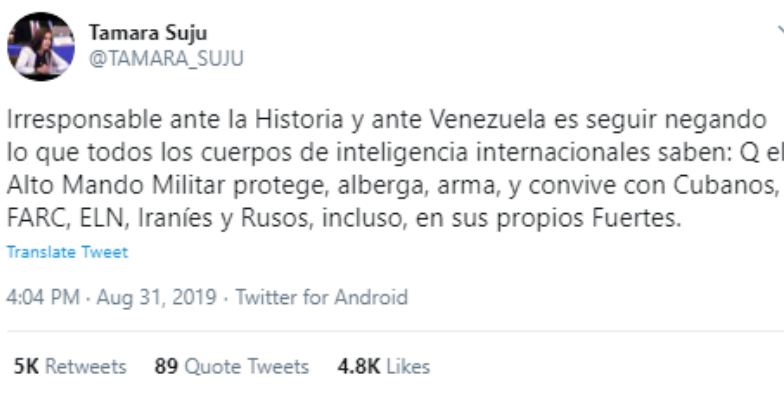 Tamara Suju
@TAMARA_SUJU
Irresponsable ante la Historia y ante Venezuela es seguir negando
lo que todos los cuerpos de inteligencia internacionales saben: Q el
Alto Mando Militar protege, alberga, arma, y convive con Cubanos,
FARC, ELN, Iraníes y Rusos, incluso, en sus propios Fuertes.
Translate Tweet
4:04 PM · Aug 31, 2019 · Twitter for Android
5K Retweets 89 Quote Tweets 4.8K Likes